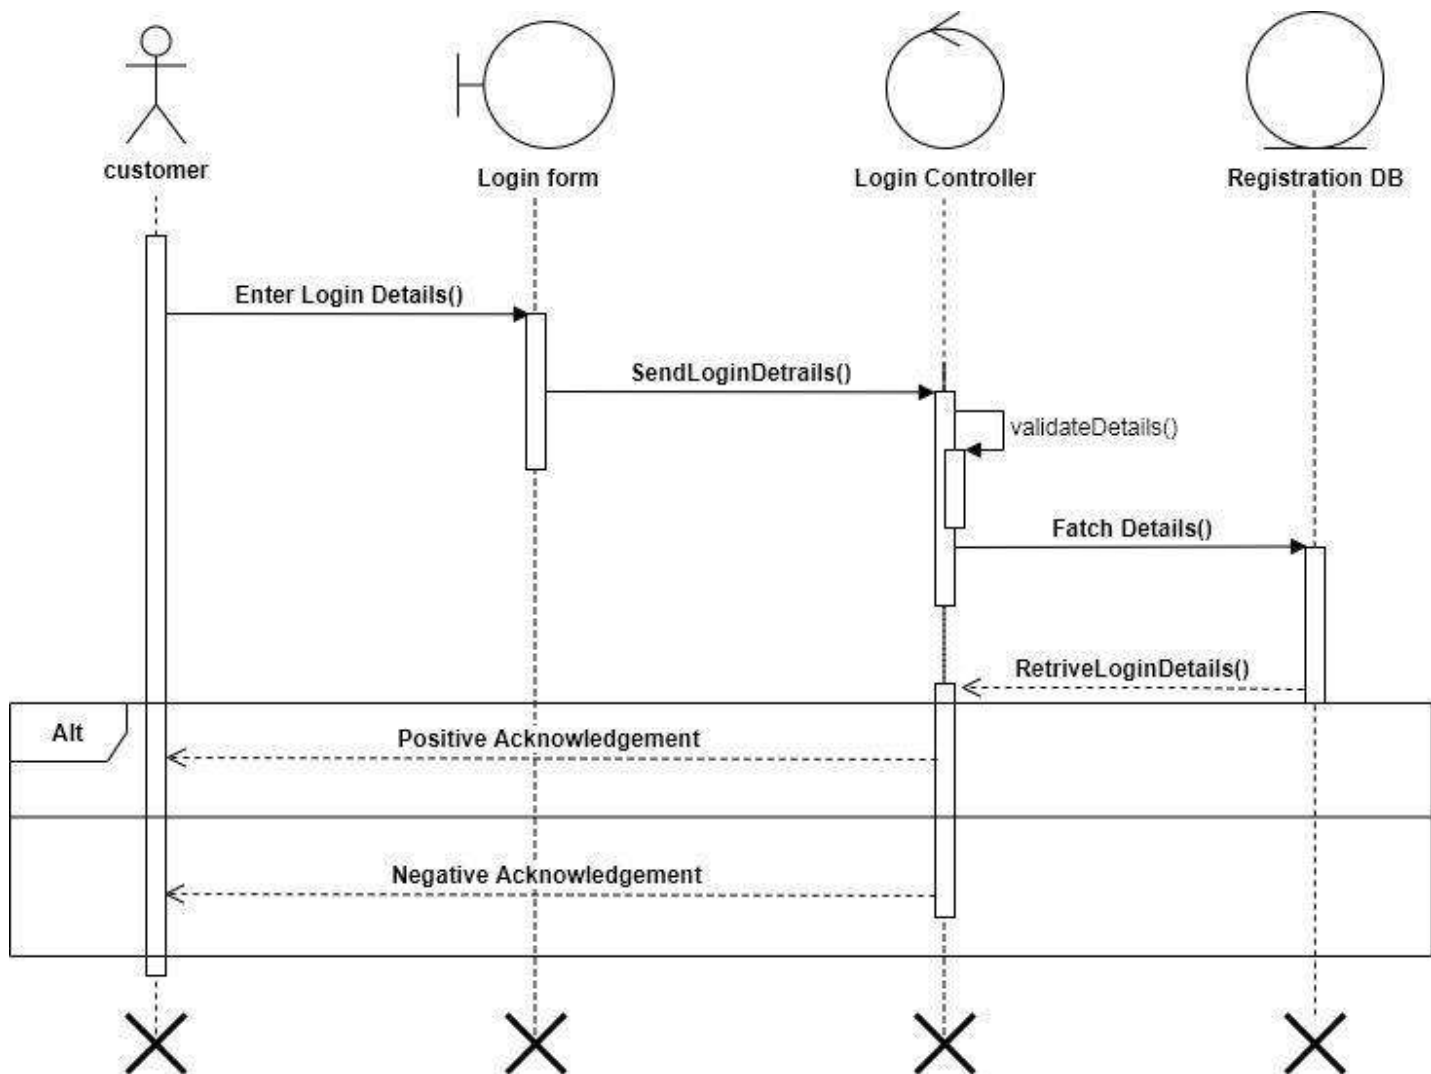 customer
Login form
Login Controller
Registration DB
Enter Login Details()
SendLoginDetrails()
validateDetails()
Fatch Details()
RetriveLoginDetails()
Alt
Positive Acknowledgement
Negative Acknowledgement